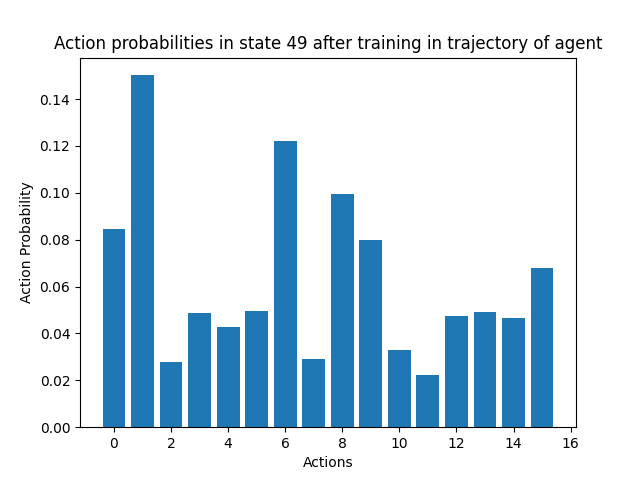 Action probabilities in state 49 after training in trajectory of agent
0.14
0.12
0.10
0.08
0.06
0.04
0.02
0.00
Action Probability
0 2 4 6 8 10 12 14 16
Actions